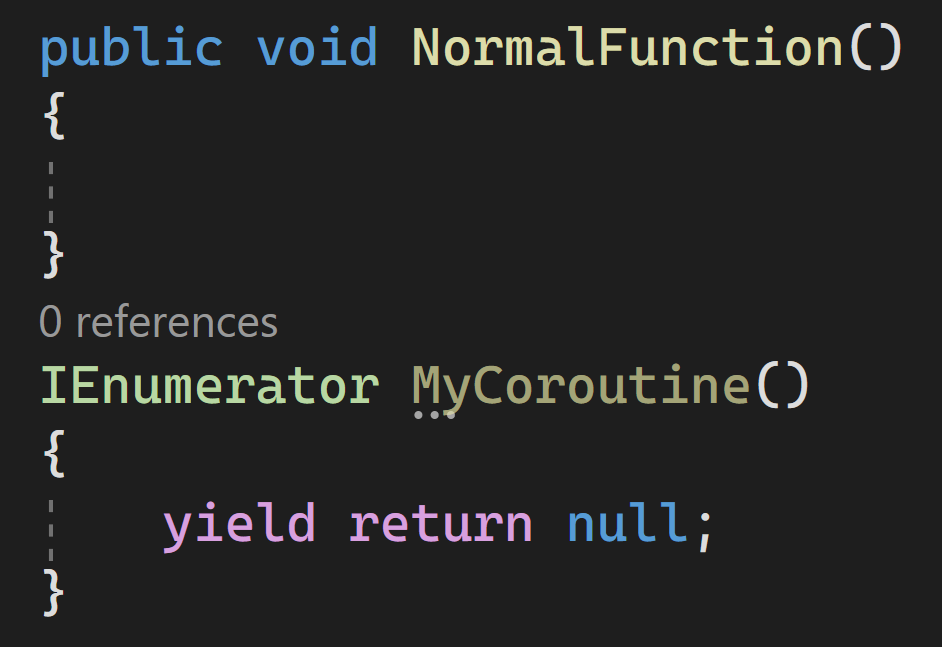 public void NormalFunction()
{
}
0 references
IEnumerator MyCoroutine()
{
yield return null;
}